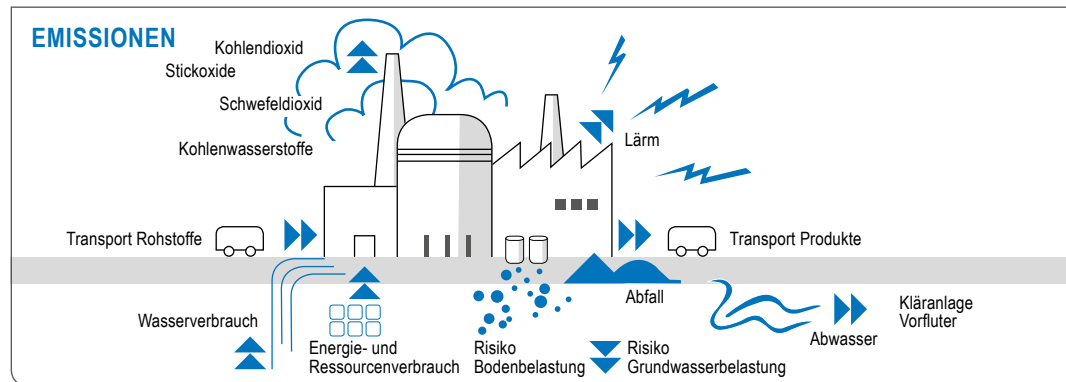 EMISSIONEN
Kohlendioxid
Stickoxide
Schwefeldioxid
Kohlenwasserstoffe
Lärm
Transport Rohstoffe
Transport Produkte
Wasserverbrauch
Energie- und
Ressourcenverbrauch
Risiko
Bodenbelastung
Risiko
Grundwasserbelastung
Abfall
Abwasser
Kläranlage
Vorfluter